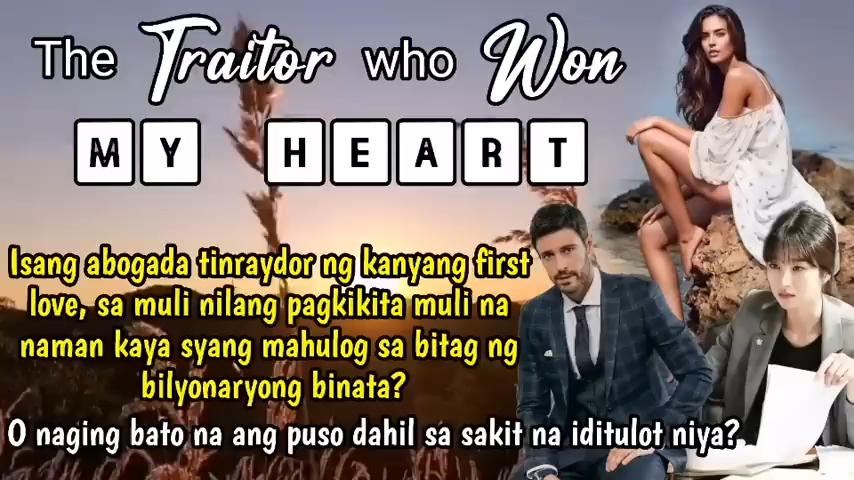 The Traitor who Won
MY HEART
Isang abogada tinraydor ng kanyang first
love, sa muli nilang pagkikita muli na
naman kaya syang mahulog sa bitag ng
bilyonaryong binata?
O naging bato na ang puso dahil sa sakit na iditulot niya?